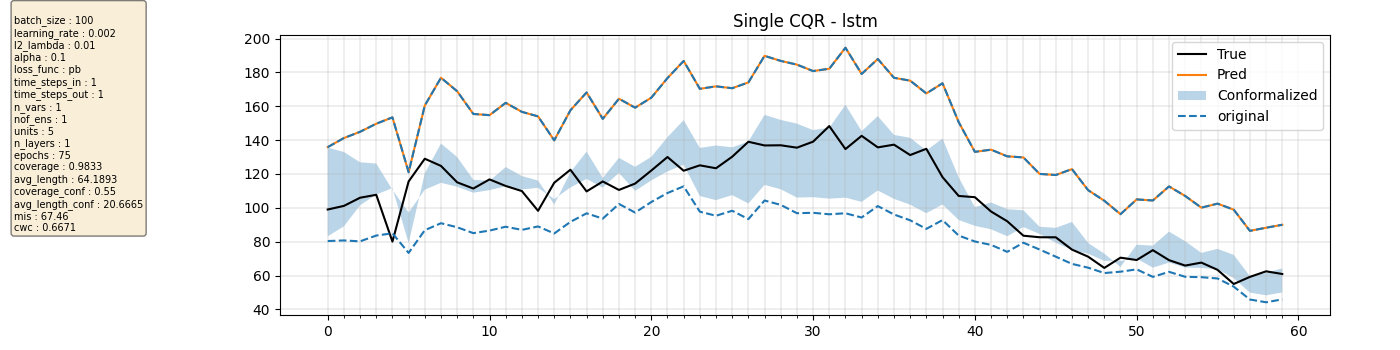 batch_size : 100
learning_rate : 0.002
l2_lambda : 0.01
alpha : 0.1
loss_func : pb
time_steps_in : 1
time_steps_out : 1
n_vars : 1
nof_ens : 1
units : 5
n_layers : 1
epochs : 75
coverage : 0.9833
avg_length : 64.1893
coverage_conf : 0.55
avg_length_conf : 20.6665
mis : 67.46
cwc : 0.6671
Single CQR - lstm
200
180
160
140
120
100
80
60
40
0 10 20 30 40 50 60
True
Pred
Conformalized
original